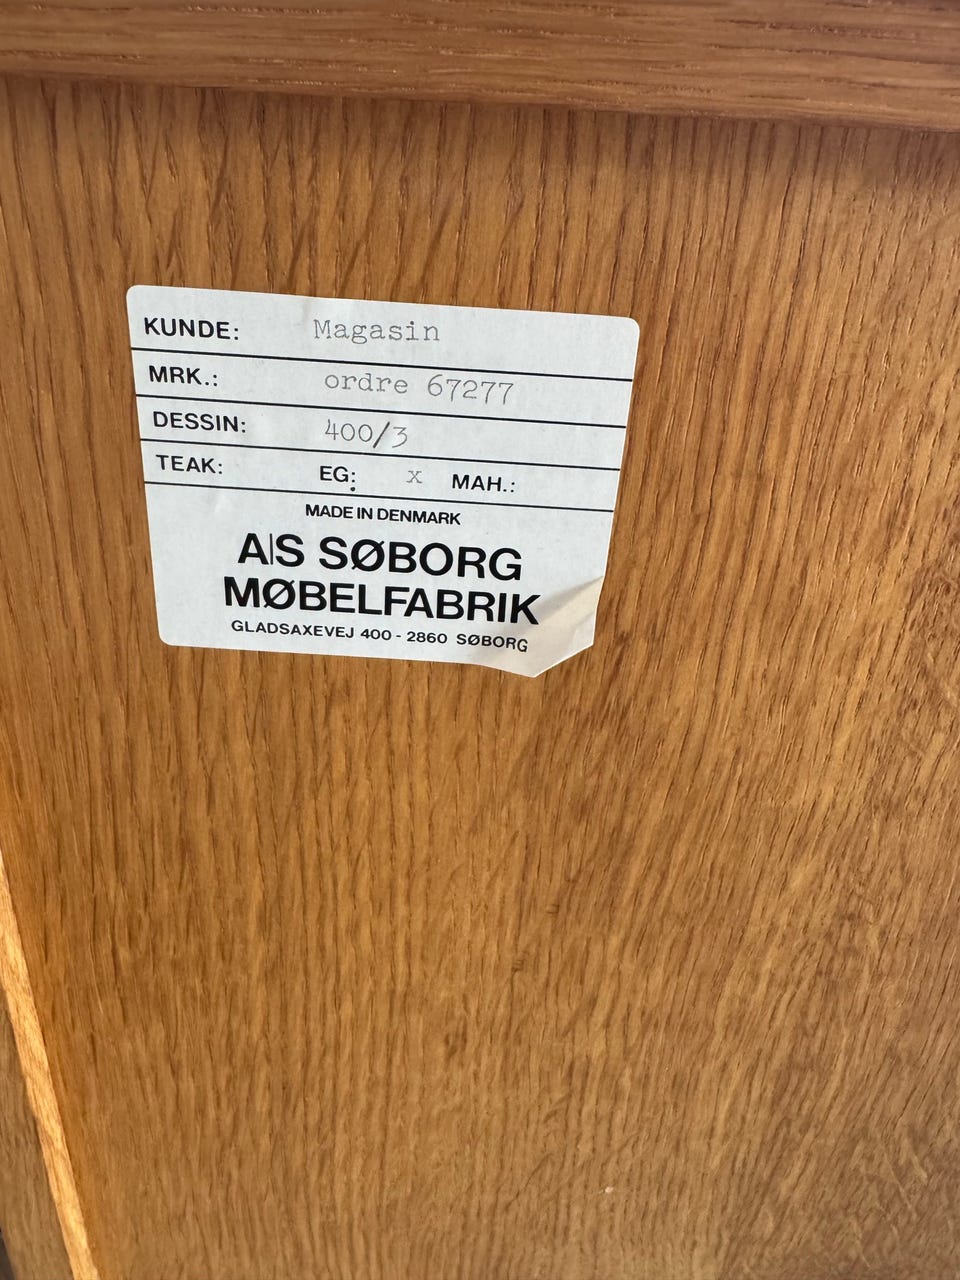 KUNDE: Magasin
MRK.: ordre 67277
DESSIN: 400/3
TEAK: EG: x MAH.:
MADE IN DENMARK
A/S SØBORG
MØBELFABRIK
GLADSAXEVEJ 400 - 2860 SØBORG